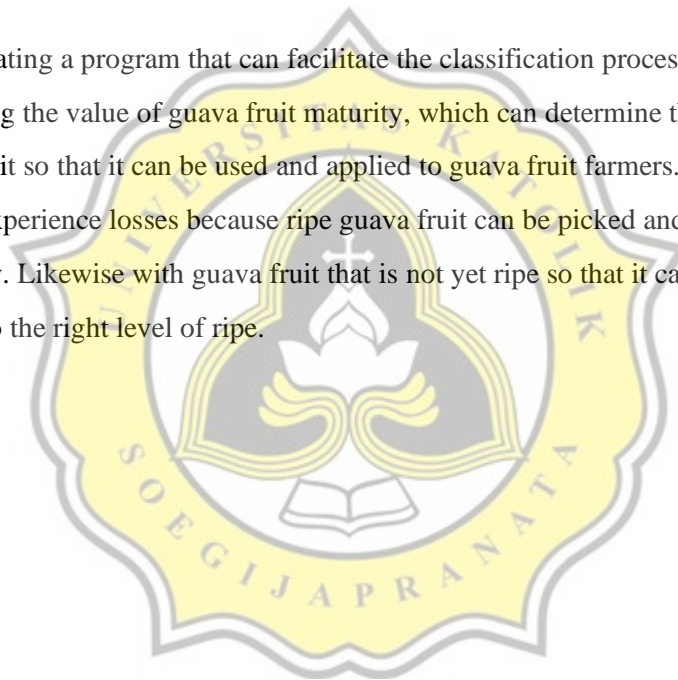 ating a program that can facilitate the classification proces
g the value of guava fruit maturity, which can determine t
it so that it can be used and applied to guava fruit farmers.
xperience losses because ripe guava fruit can be picked and
. Likewise with guava fruit that is not yet ripe so that it ca
the right level of ripe.
UNIVERSITAS KATOLIK
SOEGIJAPRANATA